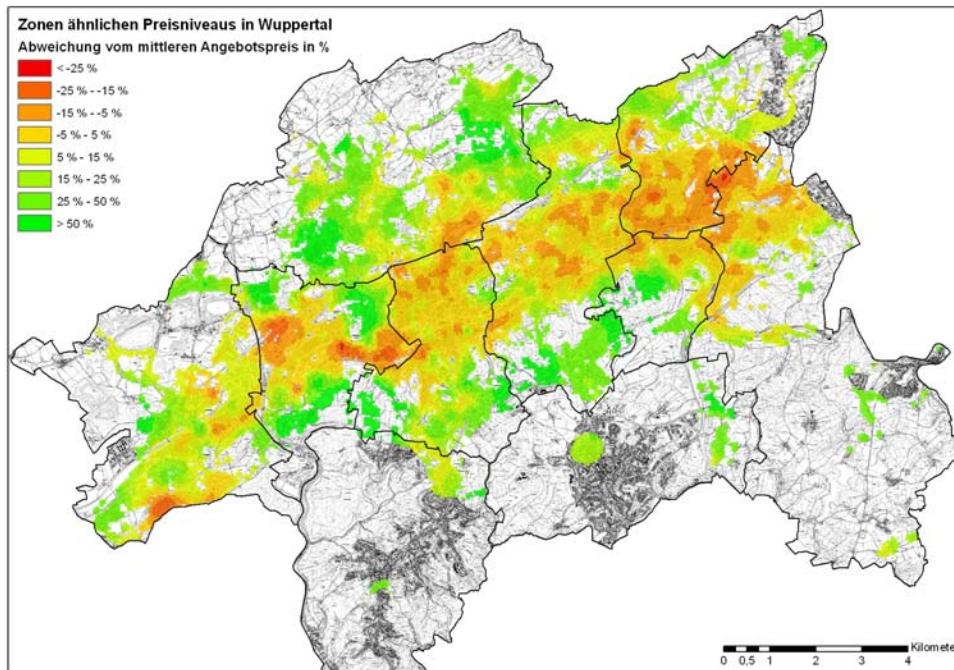 Zonen ähnlichen Preisniveaus in Wuppertal
Abweichung vom mittleren Angebotspreis in %
< -25 %
-25 % - -15 %
-15 % - -5 %
-5 % - 5 %
5 % - 15 %
15 % - 25 %
25 % - 50 %
> 50 %
Kilomete
0 0,5 1 2 3 4